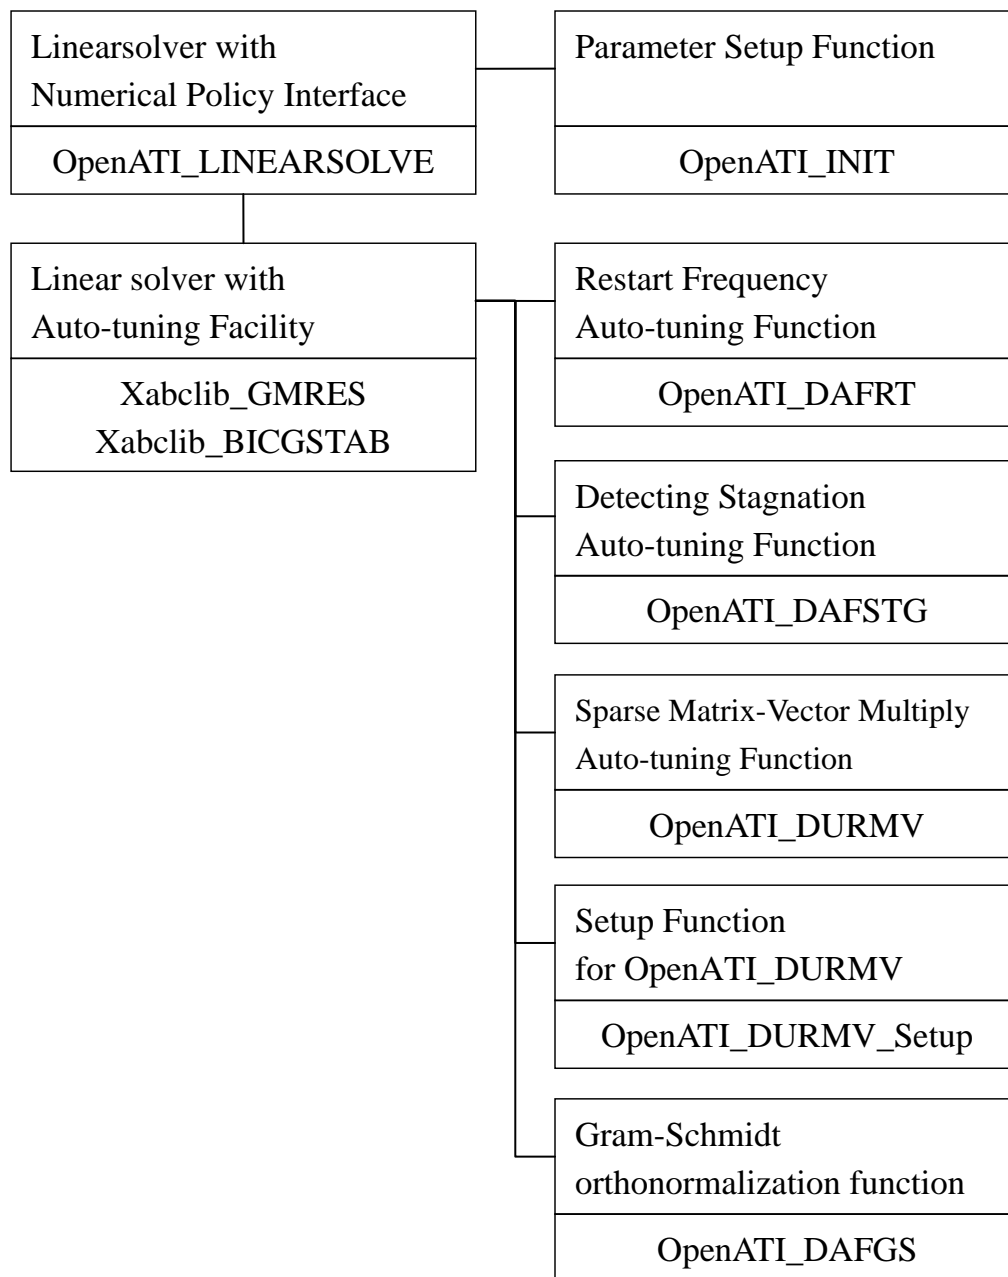 Linearsolver with
Numerical Policy Interface
OpenATI_LINEARSOLVE
Parameter Setup Function
OpenATI_INIT
Linear solver with
Auto-tuning Facility
Xabclib_GMRES
Xabclib_BICGSTAB
Restart Frequency
Auto-tuning Function
OpenATI_DAFRT
Detecting Stagnation
Auto-tuning Function
OpenATI_DAFSTG
Sparse Matrix-Vector Multiply
Auto-tuning Function
OpenATI_DURMV
Setup Function
for OpenATI_DURMV
OpenATI_DURMV_Setup
Gram-Schmidt
orthonormalization function
OpenATI_DAFGS